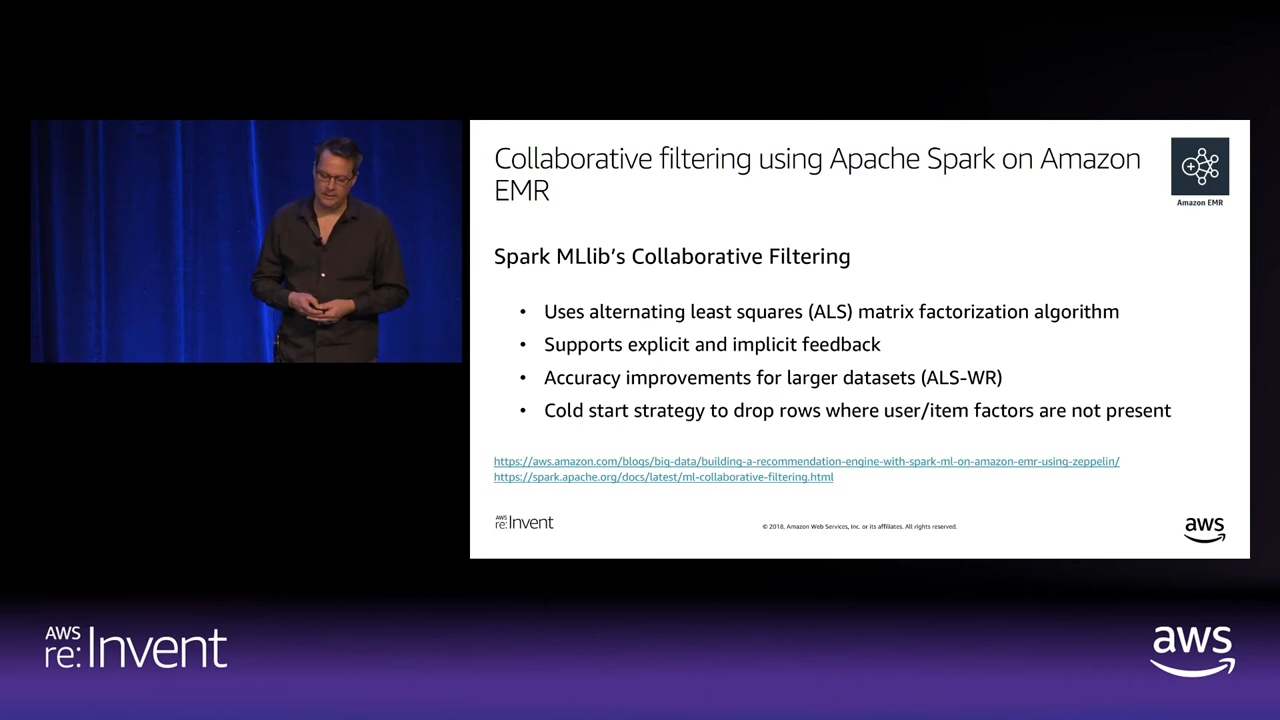 Collaborative filtering using Apache Spark on Amazon
EMR
Amazon EMR
Spark MLlib's Collaborative Filtering
• Uses alternating least squares (ALS) matrix factorization algorithm
• Supports explicit and implicit feedback
• Accuracy improvements for larger datasets (ALS-WR)
• Cold start strategy to drop rows where user/item factors are not present
https://aws.amazon.com/blogs/big-data/building-a-recommendation-engine-with-spark-ml-on-amazon-emr-using-zeppelin/
https://spark.apache.org/docs/latest/ml-collaborative-filtering.html
AWS
re:Invent
© 2018, Amazon Web Services, Inc. or its affiliates. All rights reserved.
aws
AWS
re:Invent
aws